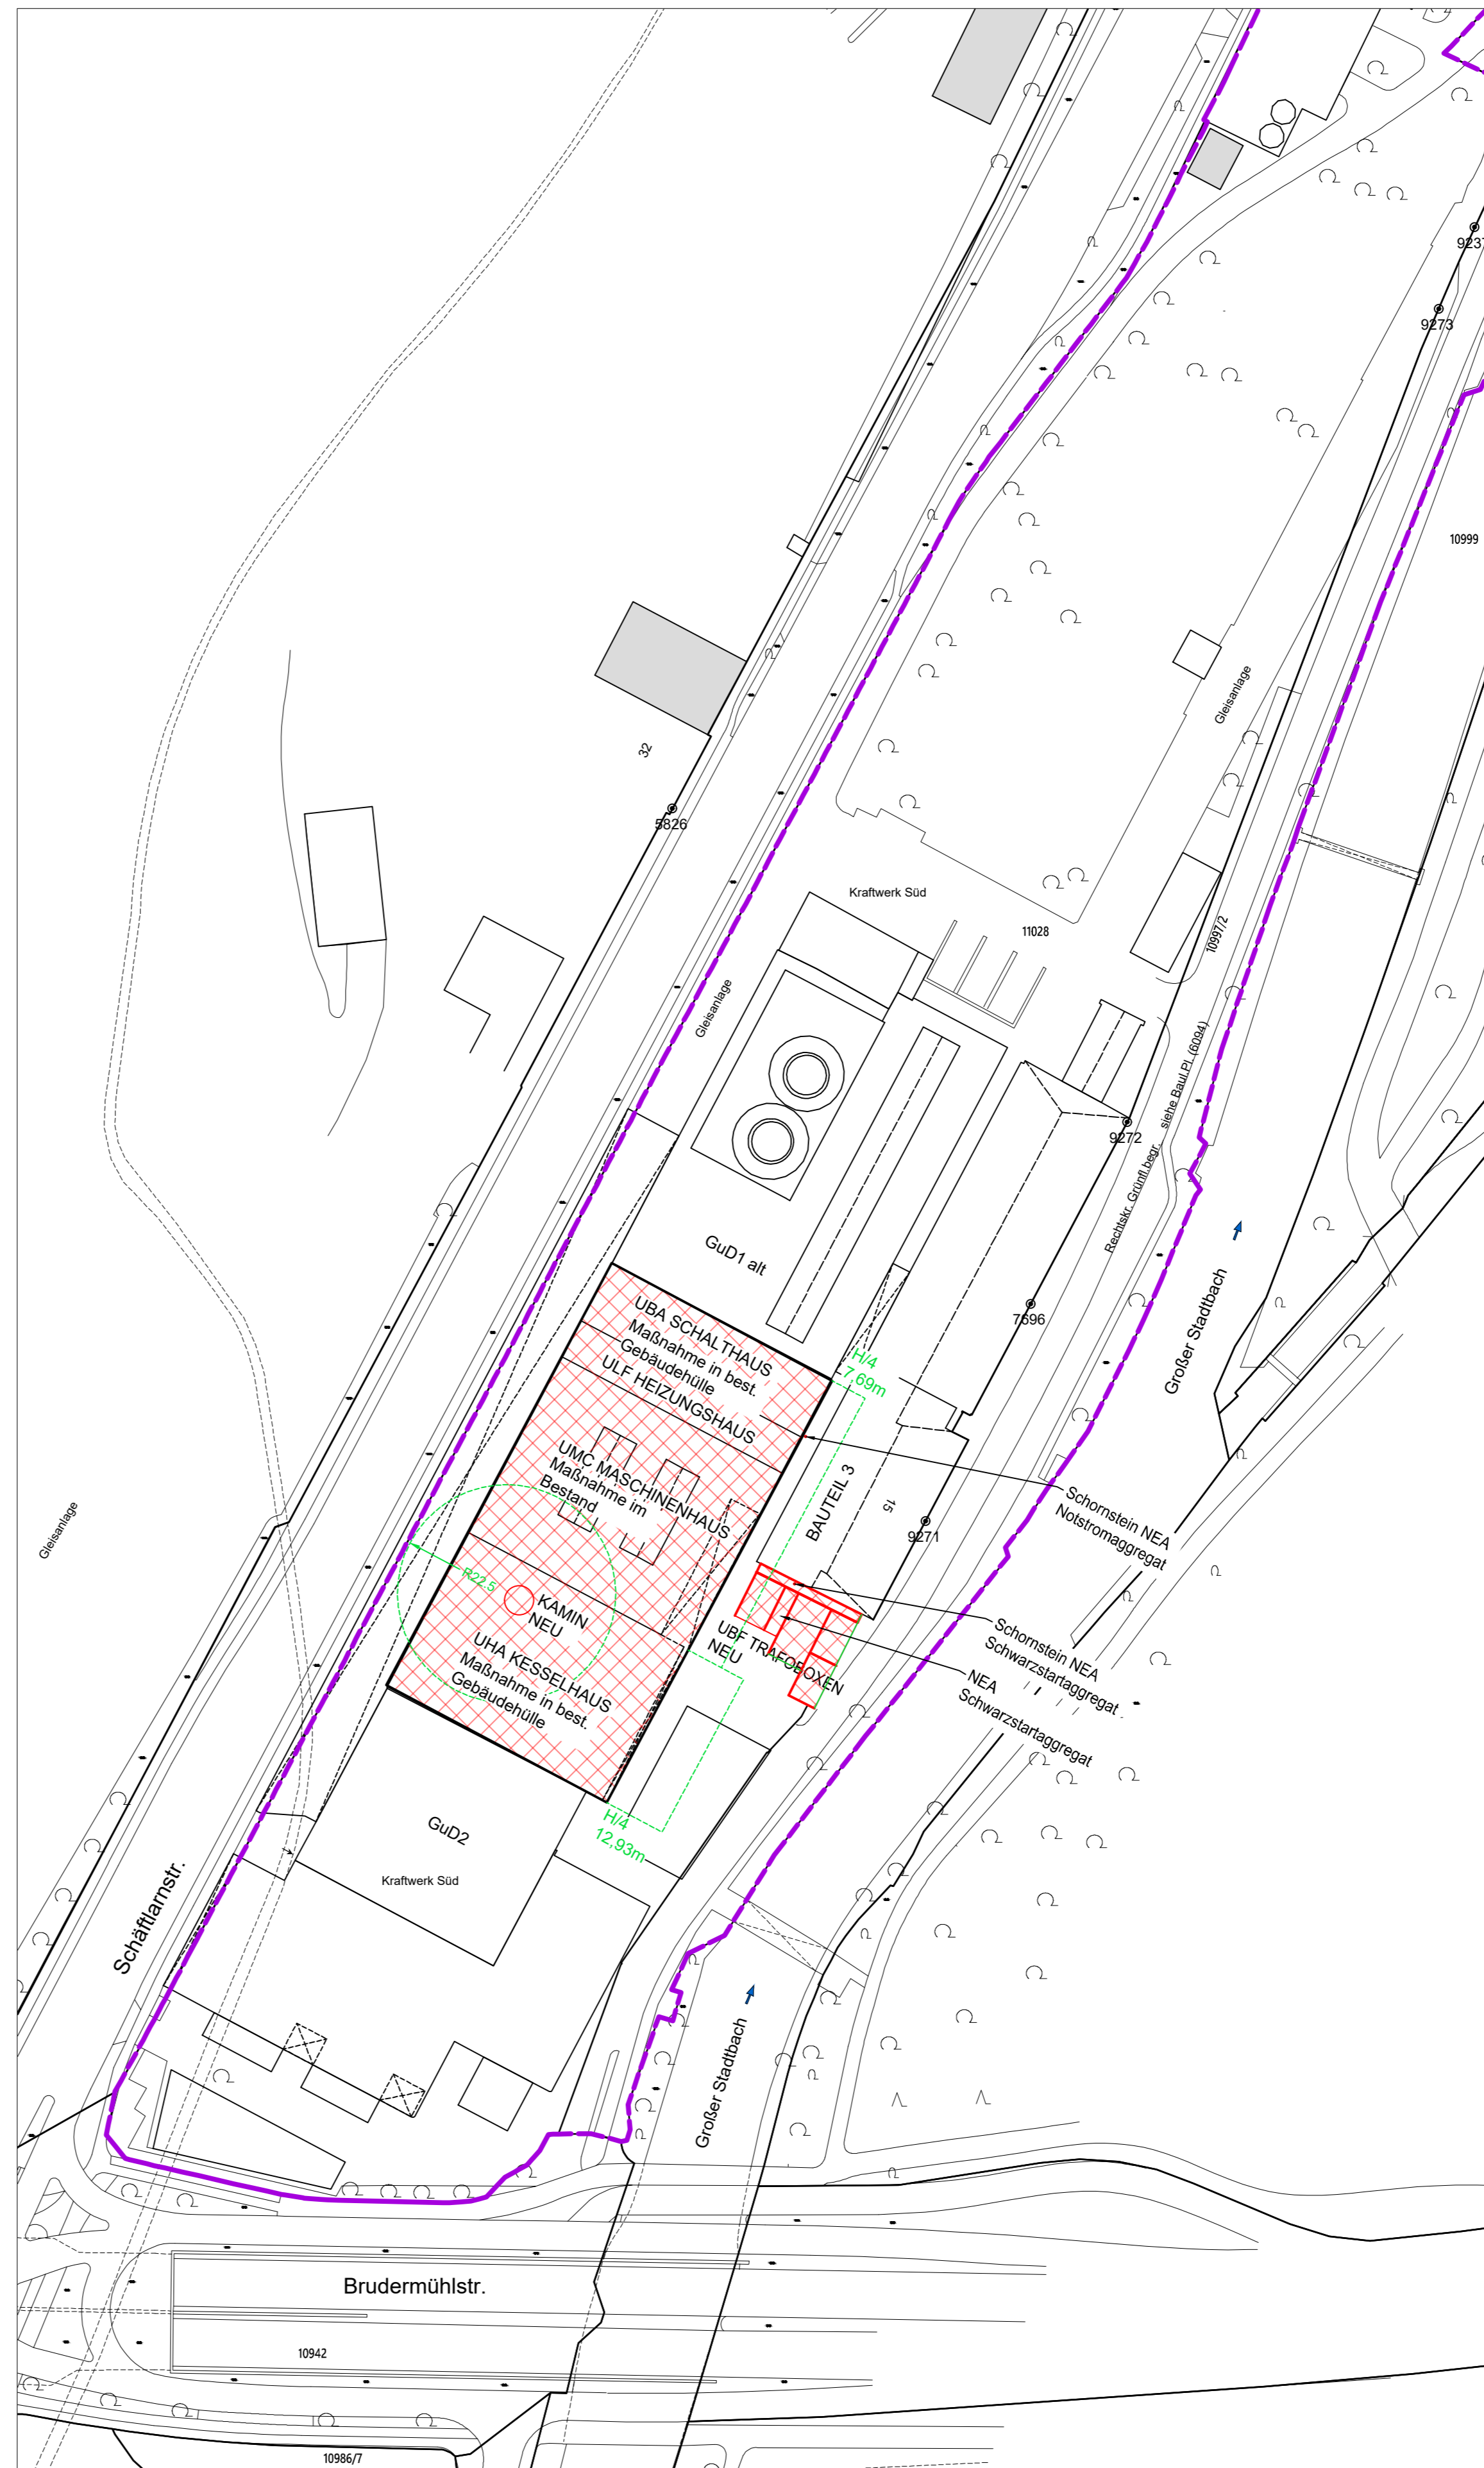 9273
10999
Gleisanlage
32
5826
Kraftwerk Süd
11028
10997/2
Gleisanlage
9272
Rechtskr. Grünfl.begr., siehe Baul.Pl. (6094)
GuD1 alt
7696
Großer Stadtbach
UBA SCHALTHAUS
Maßnahme in best.
Gebäudehülle
ULF HEIZUNGSHAUS
H/4
7,69m
UMC MASCHINENHAUS
Maßnahme im
Bestand
BAUTEIL 3
15
9271
Schornstein NEA
Notstromaggregat
Gleisanlage
R22.5
KAMIN
NEU
UHA KESSELHAUS
Maßnahme in best.
Gebäudehülle
UBF TRAFOBOXEN
NEU
Schornstein NEA
Schwarzstartaggregat
NEA
Schwarzstartaggregat
H/4
12,93m
GuD2
Kraftwerk Süd
Schäftlarnstr.
Großer Stadtbach
Brudermühlstr.
10942
10986/7